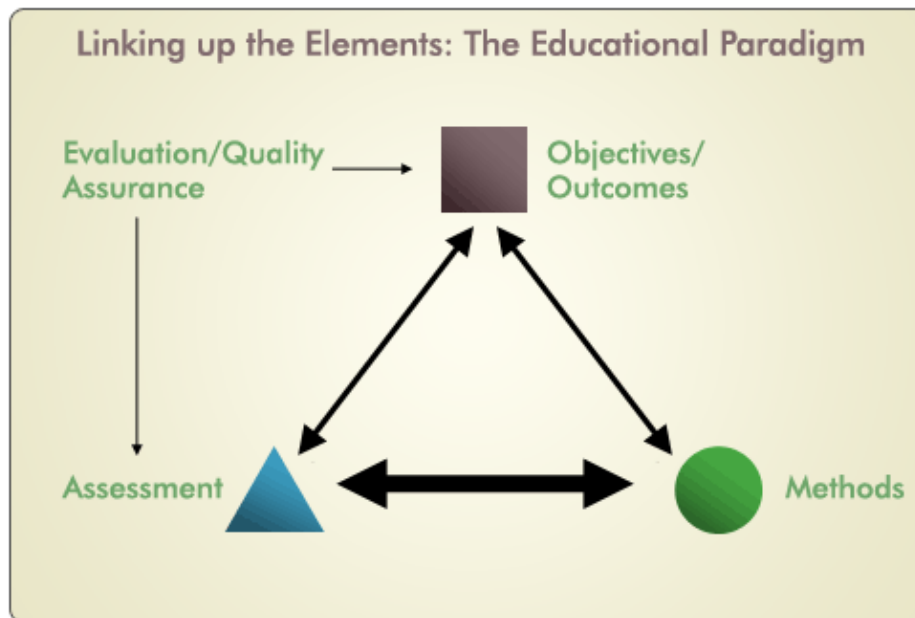 Linking up the Elements: The Educational Paradigm
Evaluation/Quality
Assurance
Objectives/
Outcomes
Assessment
Methods